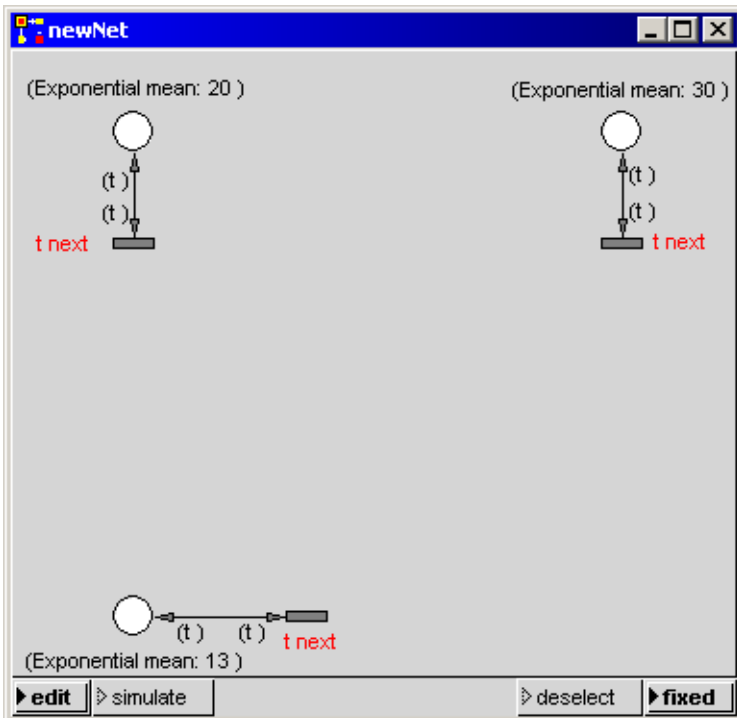 newNet
(Exponential mean: 20 )
(Exponential mean: 30 )
(t )
(t )
(t )
(t )
t next
t next
(t ) (t )
t next
(Exponential mean: 13 )
edit simulate deselect fixed